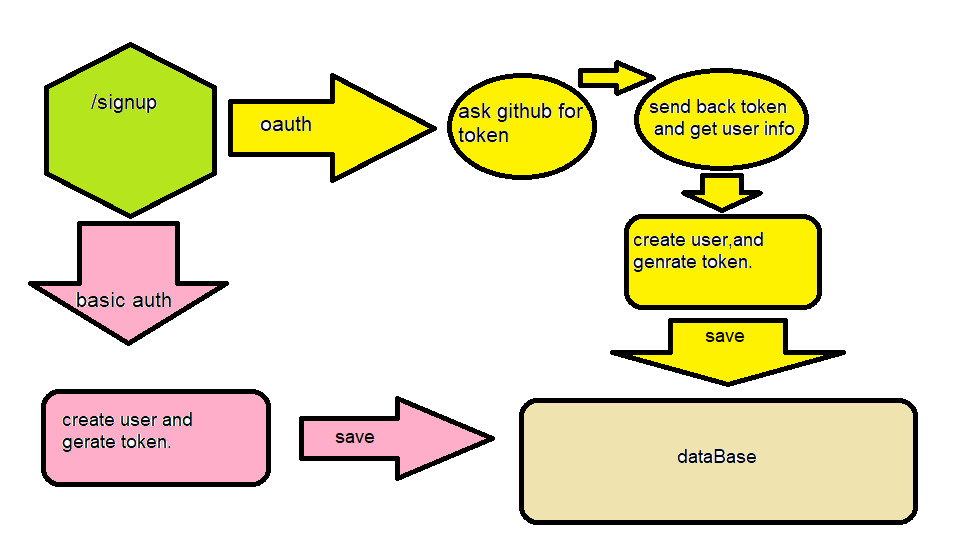 /signup
oauth
ask github for
token
send back token
and get user info
create user,and
genrate token.
save
basic auth
create user and
gerate token.
save
dataBase